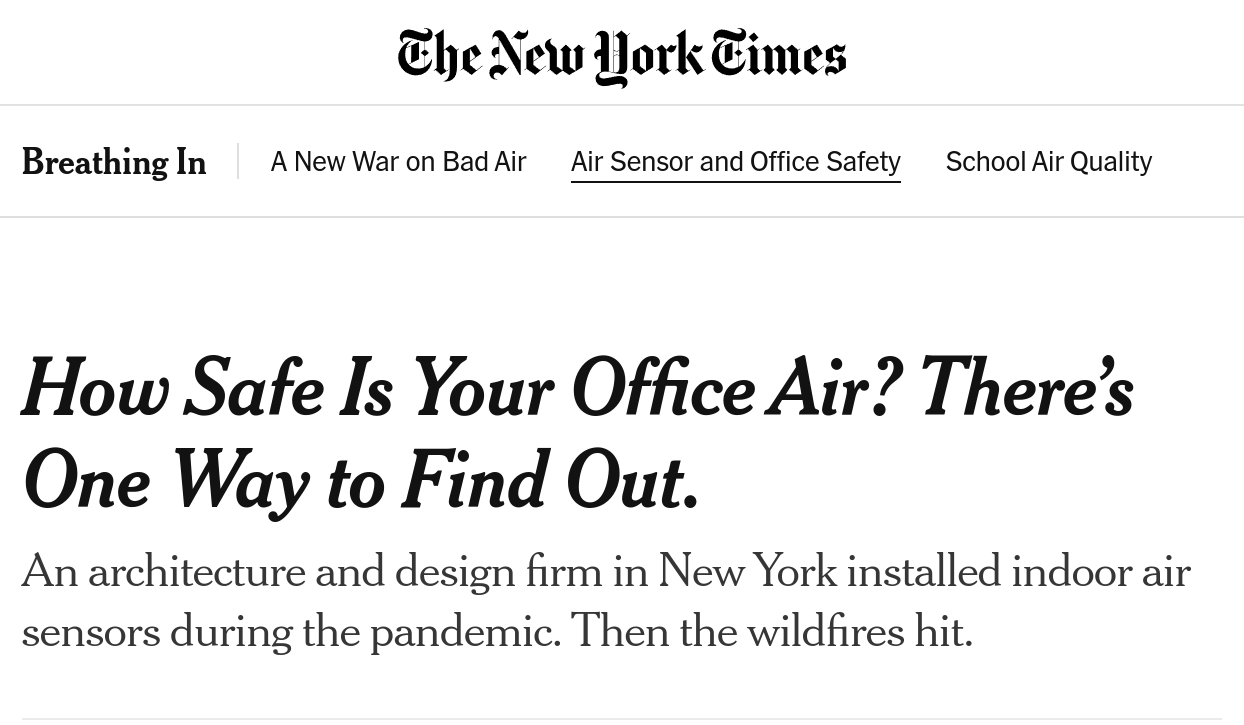 The New York Times
Breathing In A New War on Bad Air Air Sensor and Office Safety School Air Quality
How Safe Is Your Office Air? There’s
One Way to Find Out.
An architecture and design firm in New York installed indoor air
sensors during the pandemic. Then the wildfires hit.